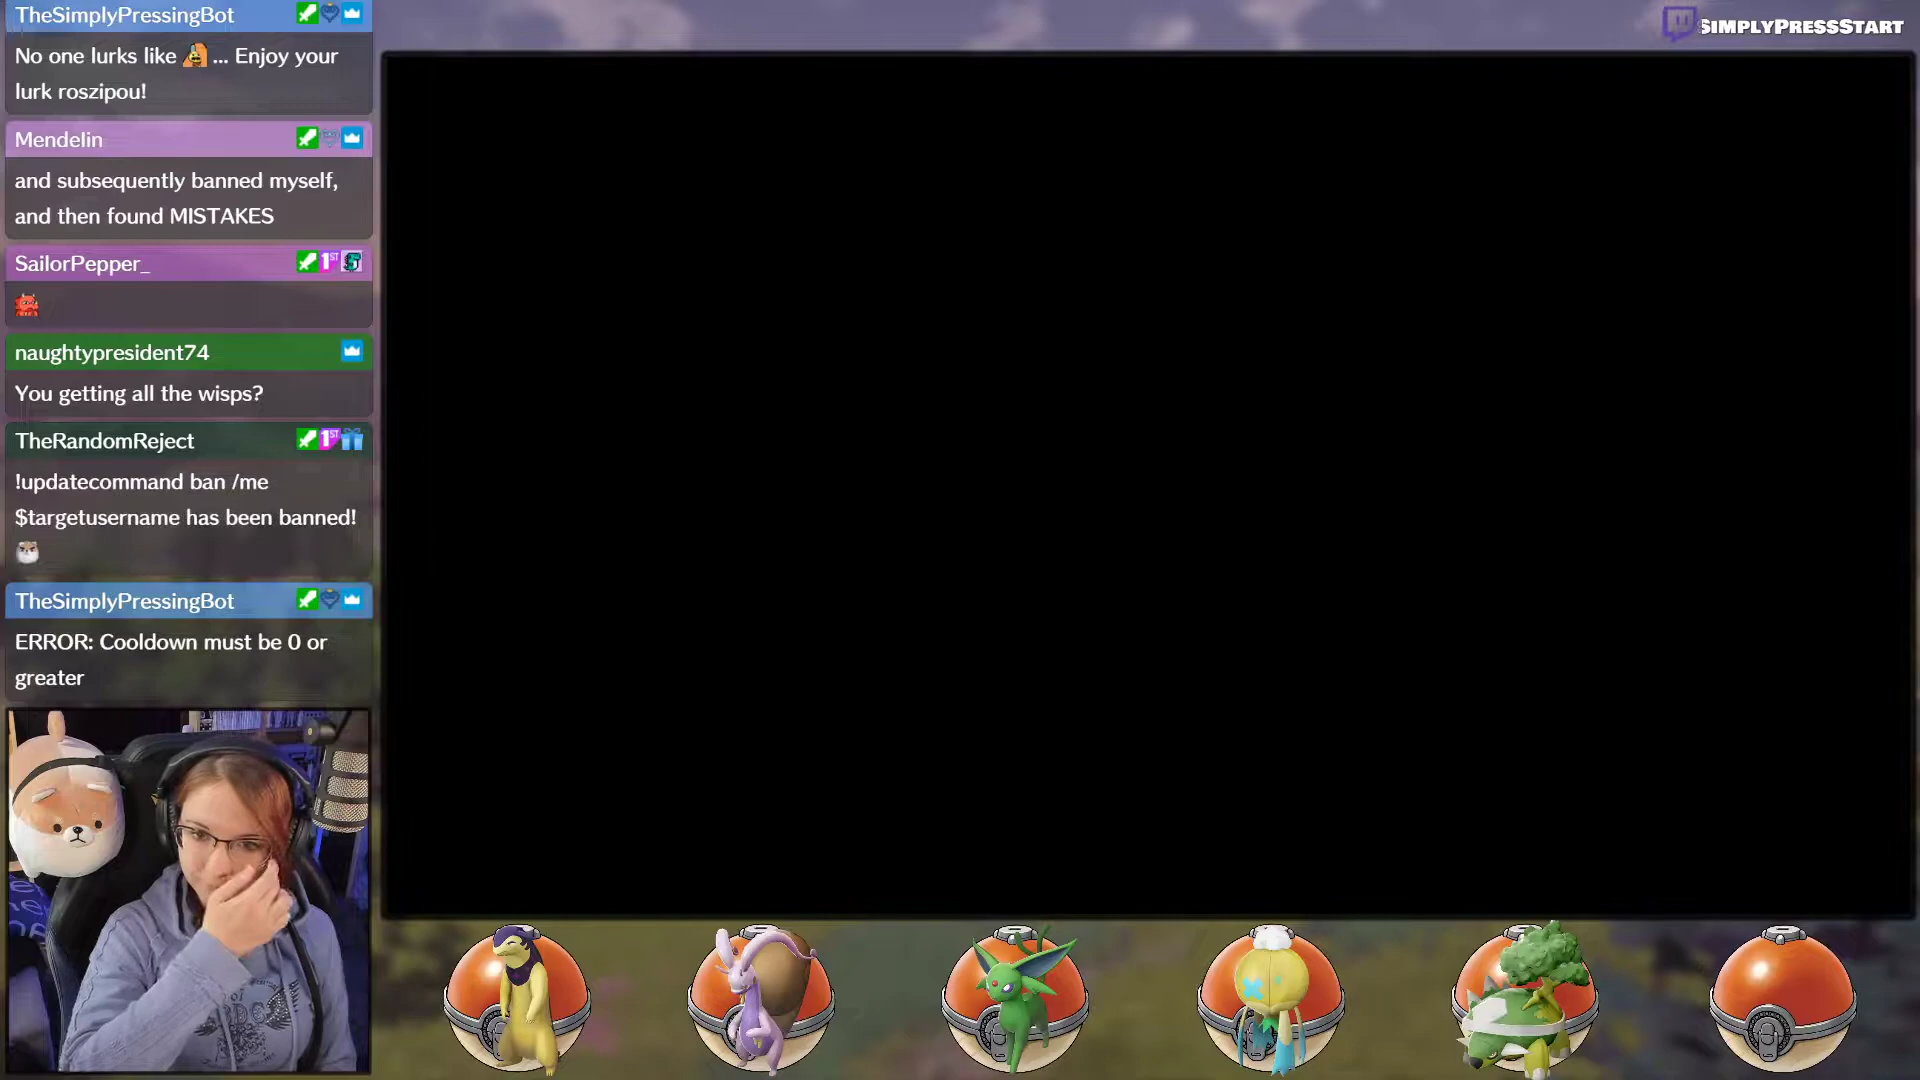 TheSimplyPressingBot
No one lurks like ... Enjoy your
lurk roszipou!
Mendelin
and subsequently banned myself,
and then found MISTAKES
SailorPepper_
1ST
naughtypresident74
You getting all the wisps?
TheRandomReject
1ST
!updatecommand ban /me
$targetusername has been banned!
TheSimplyPressingBot
ERROR: Cooldown must be 0 or
greater
SIMPLYPRESSSTART